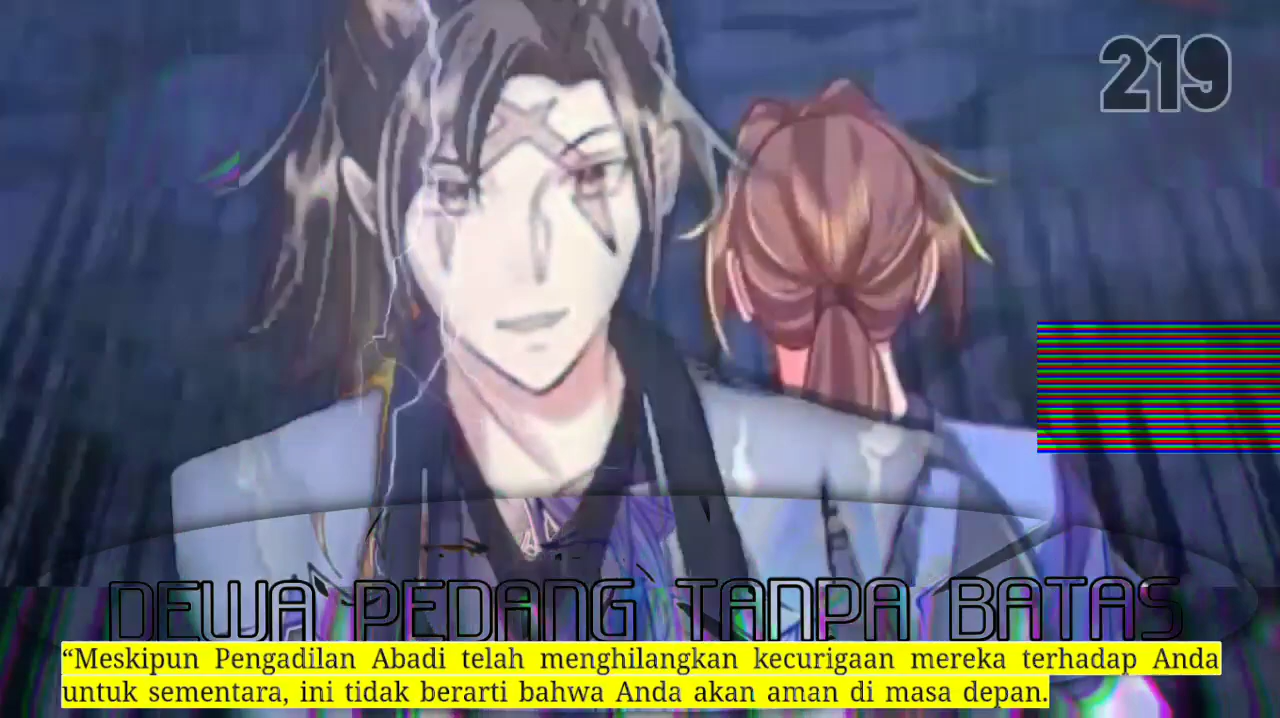 219
DEWA PEDANG TANPA BATAS
“Meskipun Pengadilan Abadi telah menghilangkan kecurigaan mereka terhadap Anda
untuk sementara, ini tidak berarti bahwa Anda akan aman di masa depan.